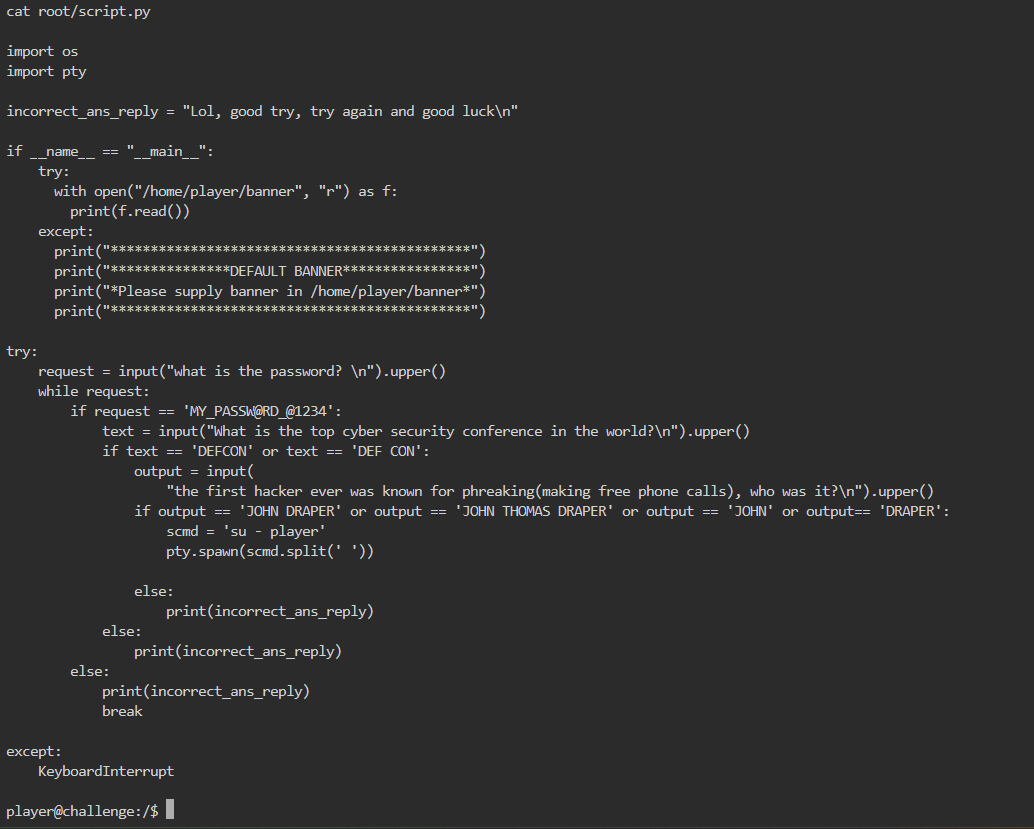 cat root/script.py
import os
import pty
incorrect_ans_reply = "Lol, good try, try again and good luck\n"
if __name__ == "__main__":
    try:
      with open("/home/player/banner", "r") as f:
        print(f.read())
    except:
      print("*********************************************")
      print("***************DEFAULT BANNER****************")
      print("*Please supply banner in /home/player/banner*")
      print("*********************************************")
try:
    request = input("what is the password? \n").upper()
    while request:
        if request == 'MY_PASSW@RD_@1234':
            text = input("What is the top cyber security conference in the world?\n").upper()
            if text == 'DEFCON' or text == 'DEF CON':
                output = input(
                    "the first hacker ever was known for phreaking(making free phone calls), who was it?\n").upper()
                if output == 'JOHN DRAPER' or output == 'JOHN THOMAS DRAPER' or output == 'JOHN' or output== 'DRAPER':
                    scmd = 'su - player'
                    pty.spawn(scmd.split(' '))
                else:
                    print(incorrect_ans_reply)
            else:
                print(incorrect_ans_reply)
        else:
            print(incorrect_ans_reply)
            break
except:
    KeyboardInterrupt
player@challenge:/$